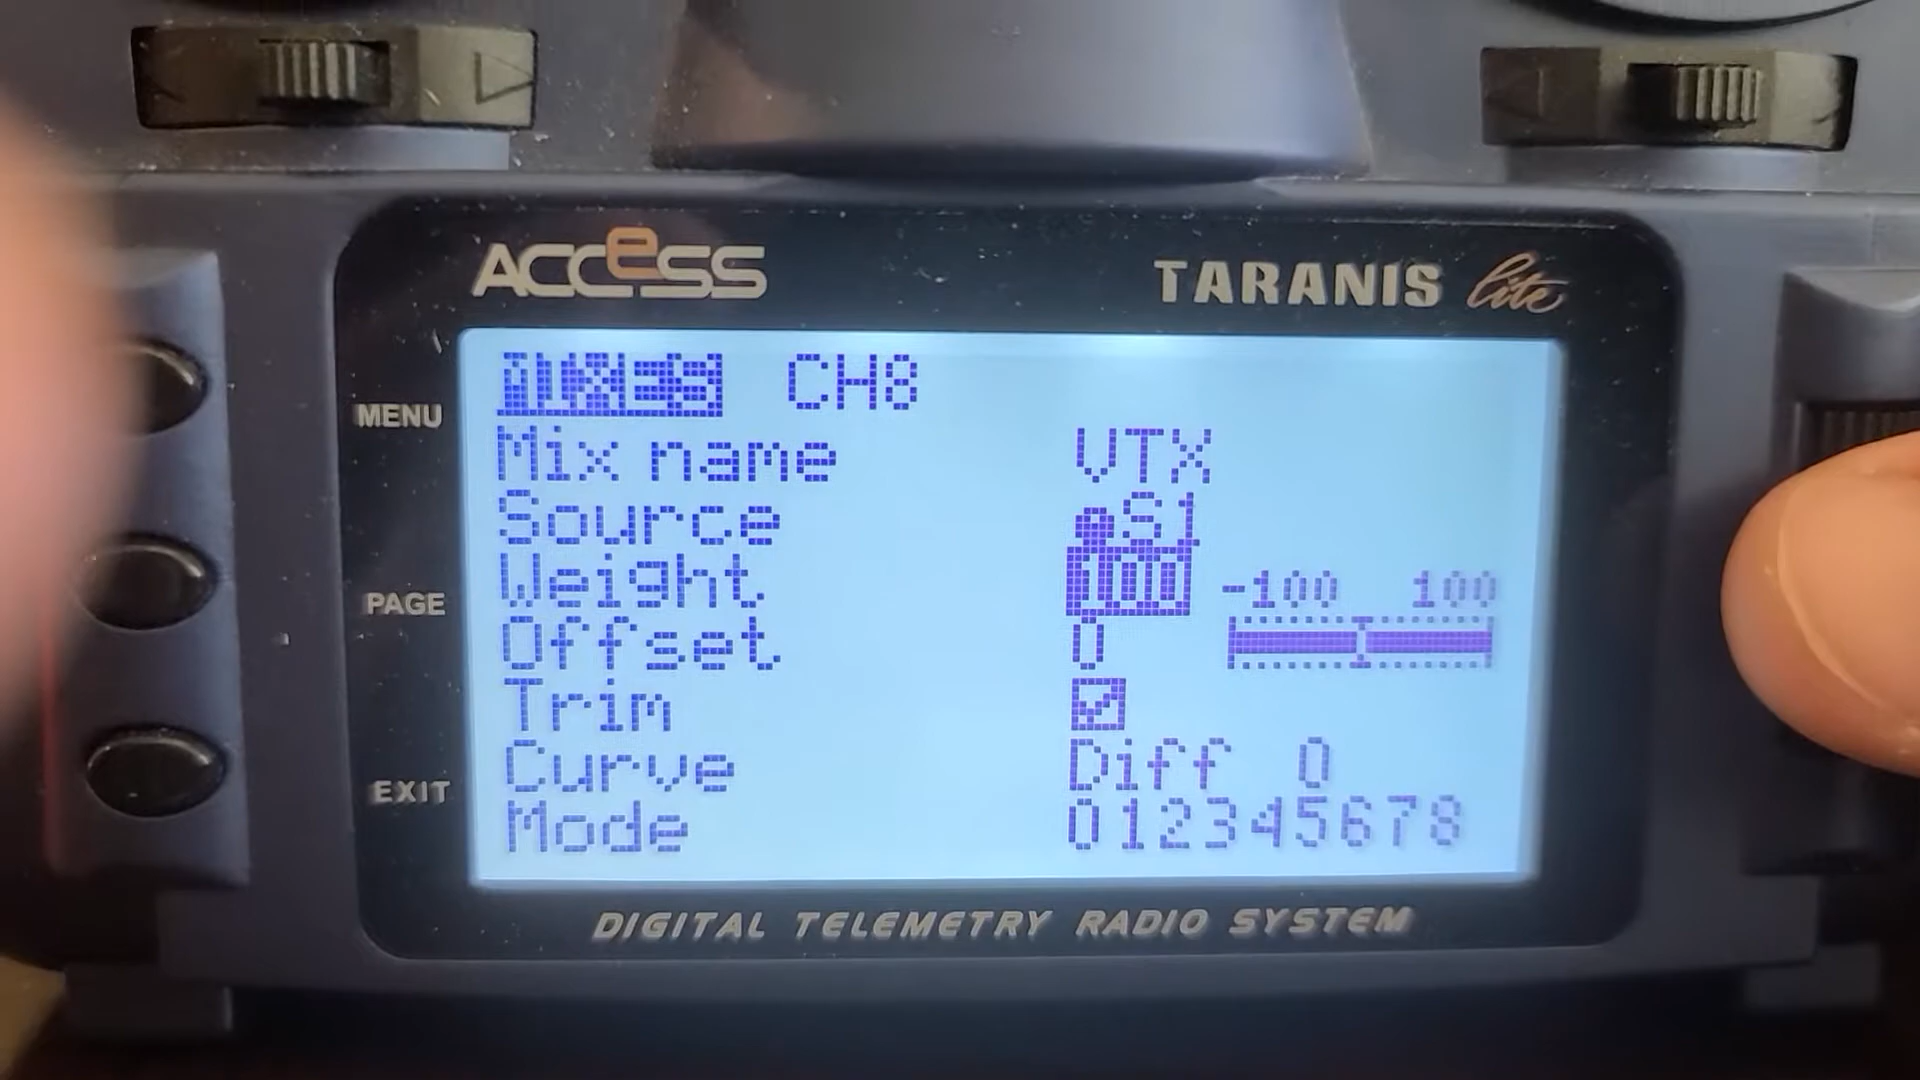 ACCeSS TARANIS lite
MIXES CH8
MENU
Mix name VTX
Source S1
Weight 100 -100 100
PAGE
Offset 0
Trim
Curve Diff 0
EXIT
Mode 012345678
DIGITAL TELEMETRY RADIO SYSTEM